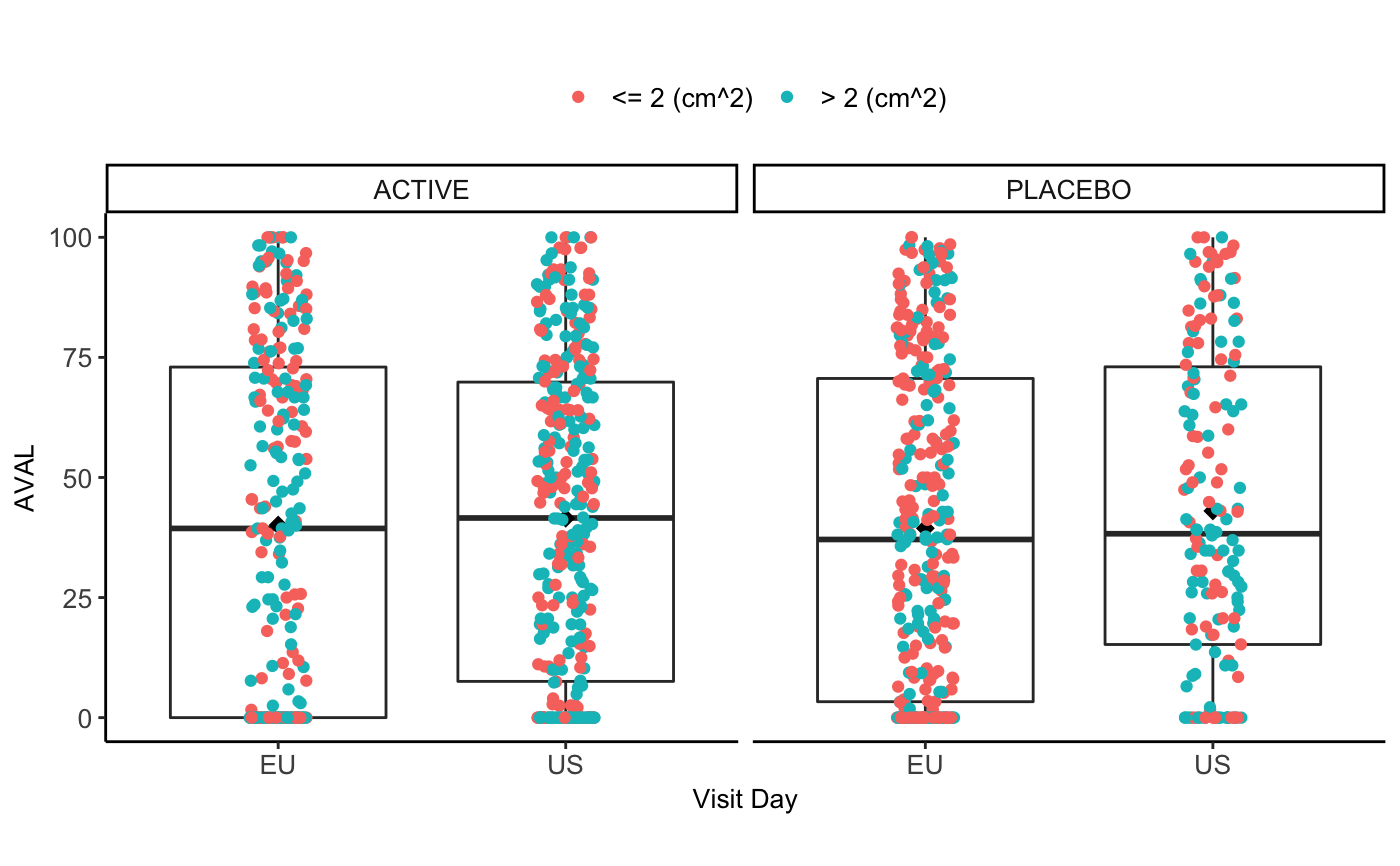 <= 2 (cm^2) > 2 (cm^2)
ACTIVE PLACEBO
100
75
50
25
0
AVAL
EU US EU US
Visit Day